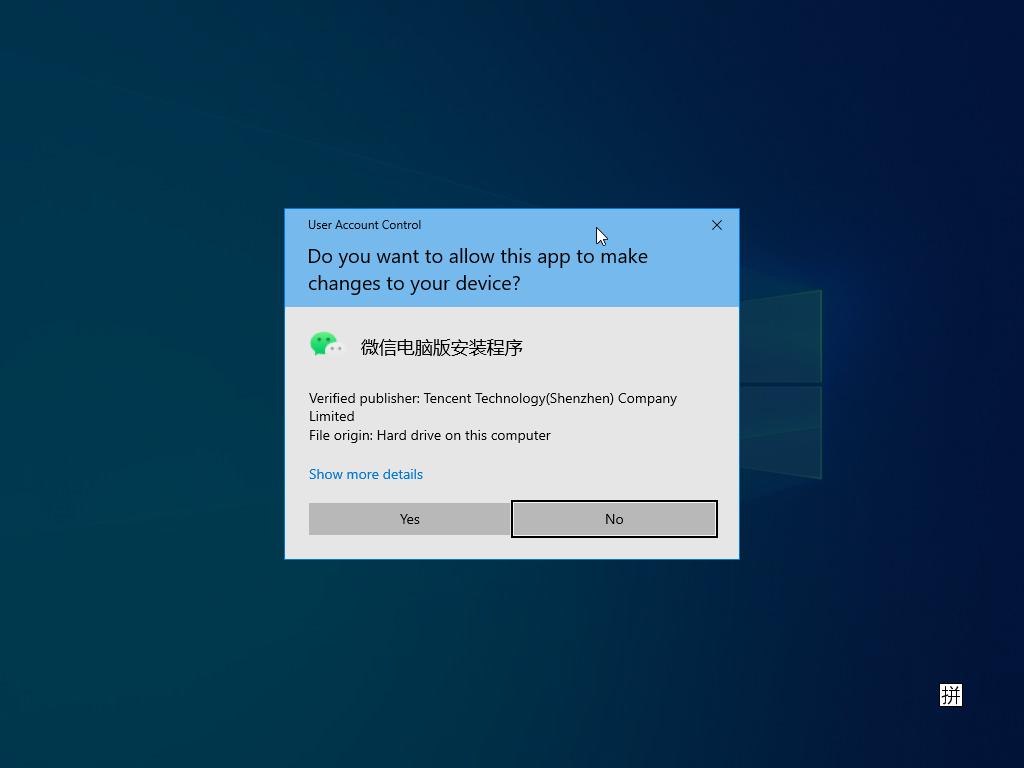 User Account Control
Do you want to allow this app to make
changes to your device?
微信电脑版安装程序
Verified publisher: Tencent Technology(Shenzhen) Company
Limited
File origin: Hard drive on this computer
Show more details
Yes
No
拼